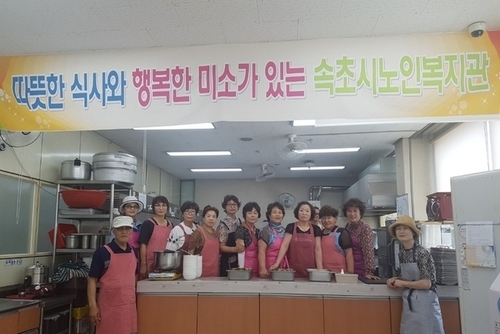 따뜻한 식사와 행복한 미소가 있는 속초시노인복지관